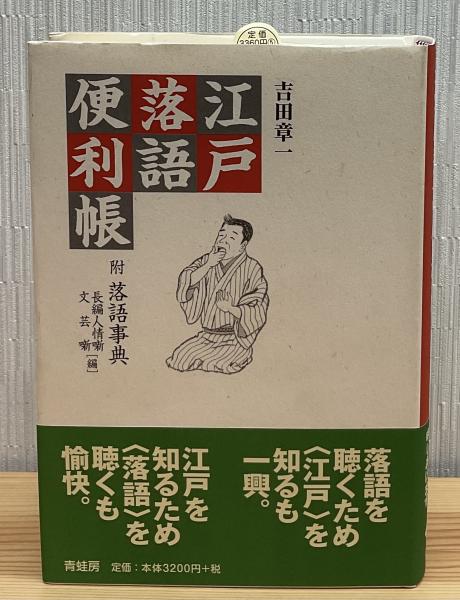 定価
3360円⑤
吉田章一
江戸
落語
便利帳
附 落語事典
長編人情噺
文芸噺
[編]
落語を
聴くため
〈江戸〉を
知るも
一興。
江戸を
知るため
〈落語〉を
聴くも
愉快。
青蛙房 定価:本体3200円+税